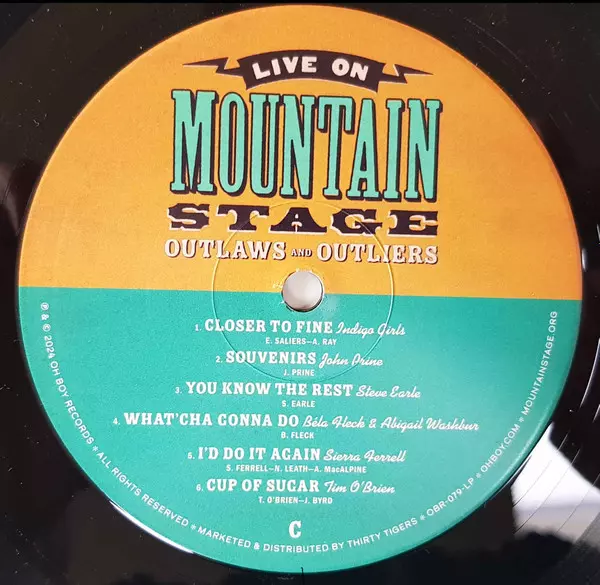 LIVE ON
MOUNTAIN
STAGE
OUTLAWS AND OUTLIERS
1. CLOSER TO FINE Indigo Girls
E. SALIERS—A. RAY
2. SOUVENIRS John Prine
J. PRINE
3. YOU KNOW THE REST Steve Earle
S. EARLE
4. WHAT'CHA GONNA DO Béla Fleck & Abigail Washbur
B. FLECK
5. I'D DO IT AGAIN Sierra Ferrell
S. FERRELL—N. LEATH—A. MacALPINE
6. CUP OF SUGAR Tim O'Brien
T. O'BRIEN—J. BYRD
C
℗ & © 2024 OH BOY RECORDS ★ ALL RIGHTS RESERVED ★ MARKETED & DISTRIBUTED BY THIRTY TIGERS ★ OBR-079-LP ★ OHBOY.COM ★ MOUNTAINSTAGE.ORG